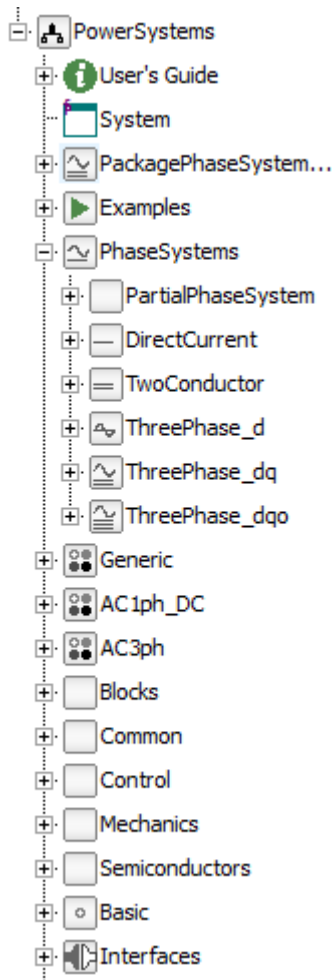 PowerSystems
User's Guide
System
PackagePhaseSystem...
Examples
PhaseSystems
PartialPhaseSystem
DirectCurrent
TwoConductor
ThreePhase_d
ThreePhase_dq
ThreePhase_dqo
Generic
AC1ph_DC
AC3ph
Blocks
Common
Control
Mechanics
Semiconductors
Basic
Interfaces